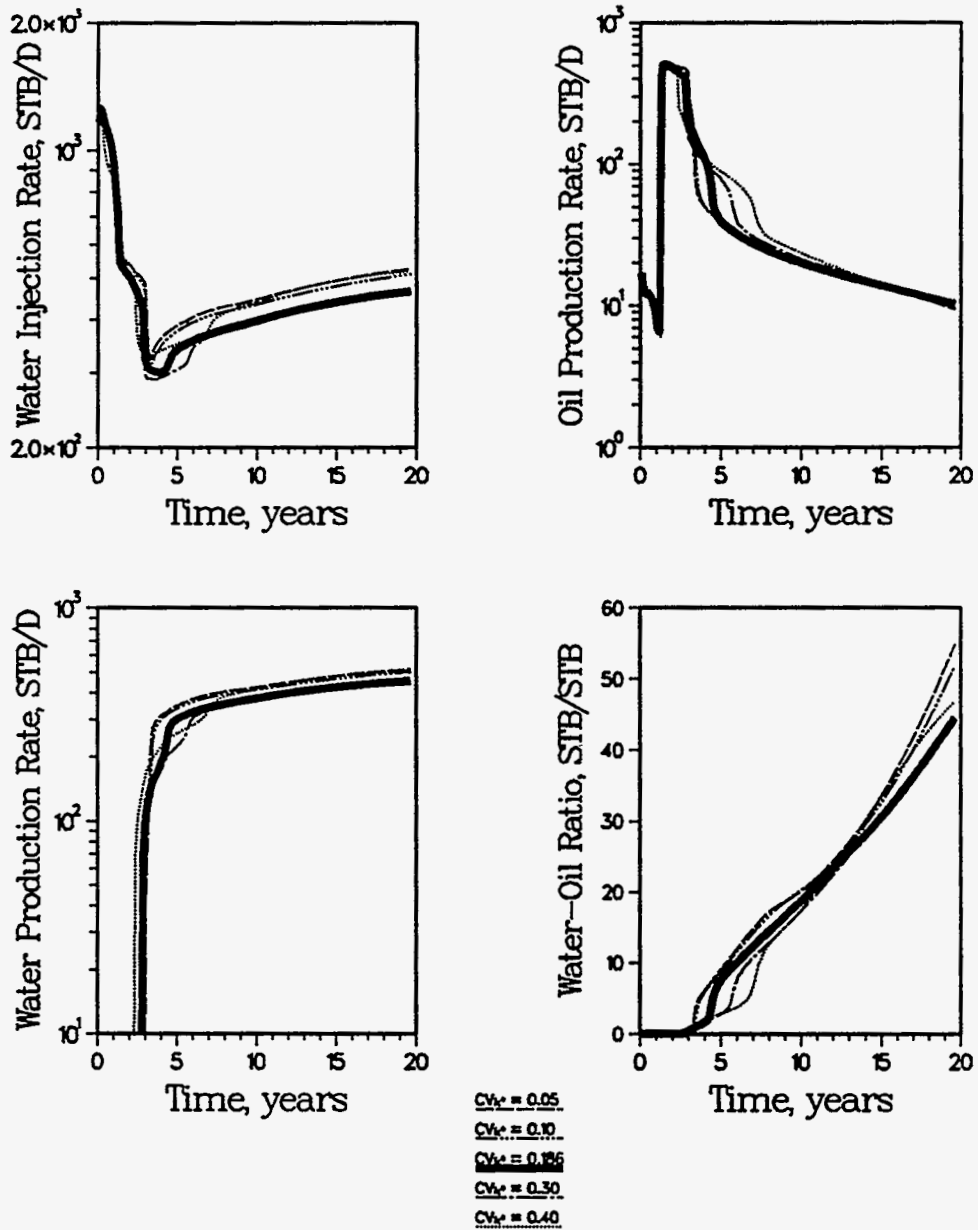 2.0×10³
10³
2.0×10²
0 5 10 15 20
Water Injection Rate, STB/D
Time, years
10³
10²
10¹
10⁰
0 5 10 15 20
Oil Production Rate, STB/D
Time, years
10³
10²
10¹
0 5 10 15 20
Water Production Rate, STB/D
Time, years
60
50
40
30
20
10
0
0 5 10 15 20
Water-Oil Ratio, STB/STB
Time, years
= 0.05
= 0.10
= 0.186
= 0.30
= 0.40